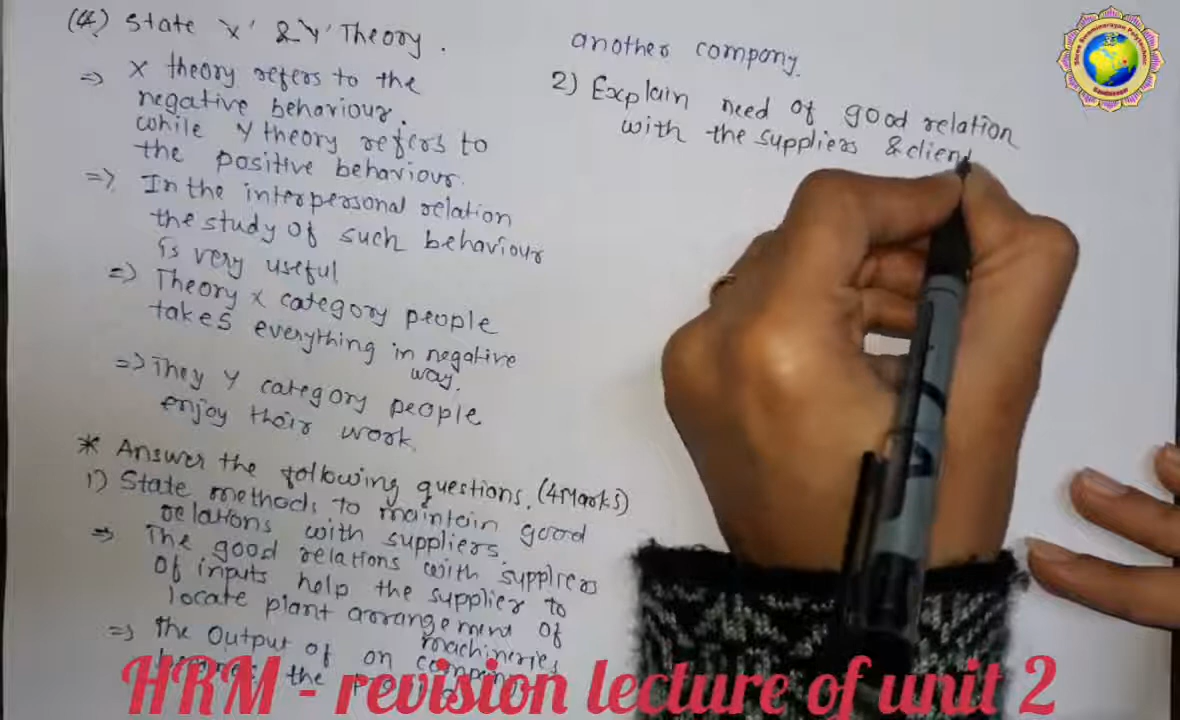 (4) State 'X' & 'Y' Theory.
=> X theory refers to the
negative behaviour.
while Y theory refers to
the positive behaviour.
=> In the interpersonal relation
the study of such behaviour
is very useful
=> Theory X category people
takes everything in negative
way.
=> They Y category people
enjoy their work.
* Answer the following questions. (4 Marks)
1) State methods to maintain good
relations with suppliers.
=> The good relations with suppliers
of inputs help the supplier to
locate plant arrangement of
machineries
=> The output of on company
the
another company.
2) Explain need of good relation
with the suppliers & client
HRM - revision lecture of unit 2
Shree Swaminarayan Polytechnic